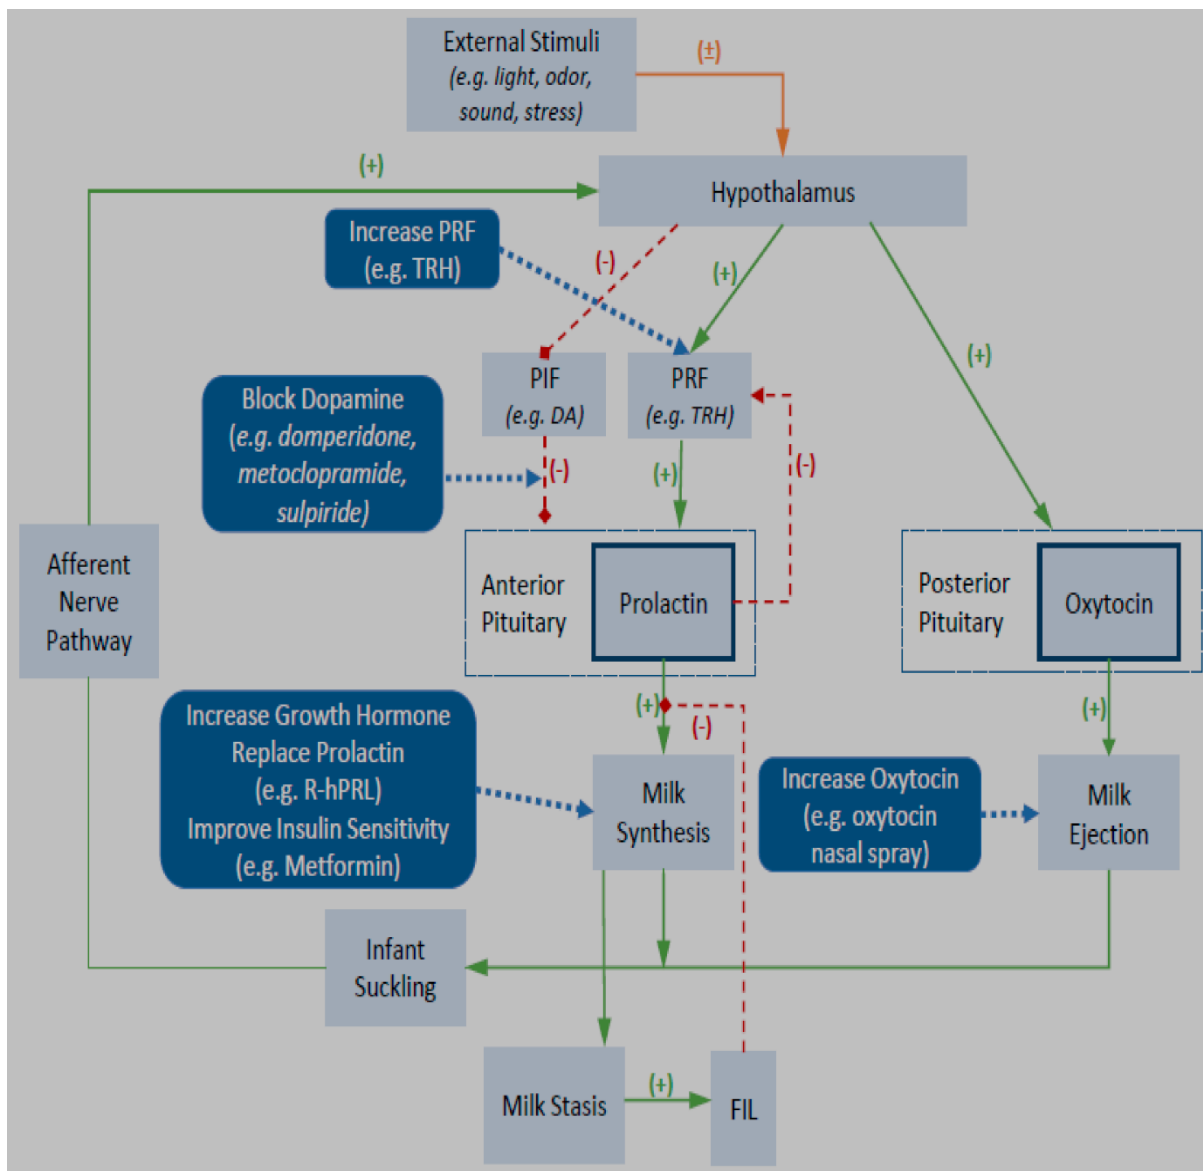 External Stimuli
(e.g. light, odor,
sound, stress)
(±)
(+)
Hypothalamus
Increase PRF
(e.g. TRH)
(-)
(+)
(+)
PIF
(e.g. DA)
PRF
(e.g. TRH)
Block Dopamine
(e.g. domperidone,
metoclopramide,
sulpiride)
(-)
(+)
(-)
Afferent
Nerve
Pathway
Anterior
Pituitary
Prolactin
Posterior
Pituitary
Oxytocin
Increase Growth Hormone
Replace Prolactin
(e.g. R-hPRL)
Improve Insulin Sensitivity
(e.g. Metformin)
(+)
(-)
(+)
Milk
Synthesis
Increase Oxytocin
(e.g. oxytocin
nasal spray)
Milk
Ejection
Infant
Suckling
Milk Stasis
(+)
FIL